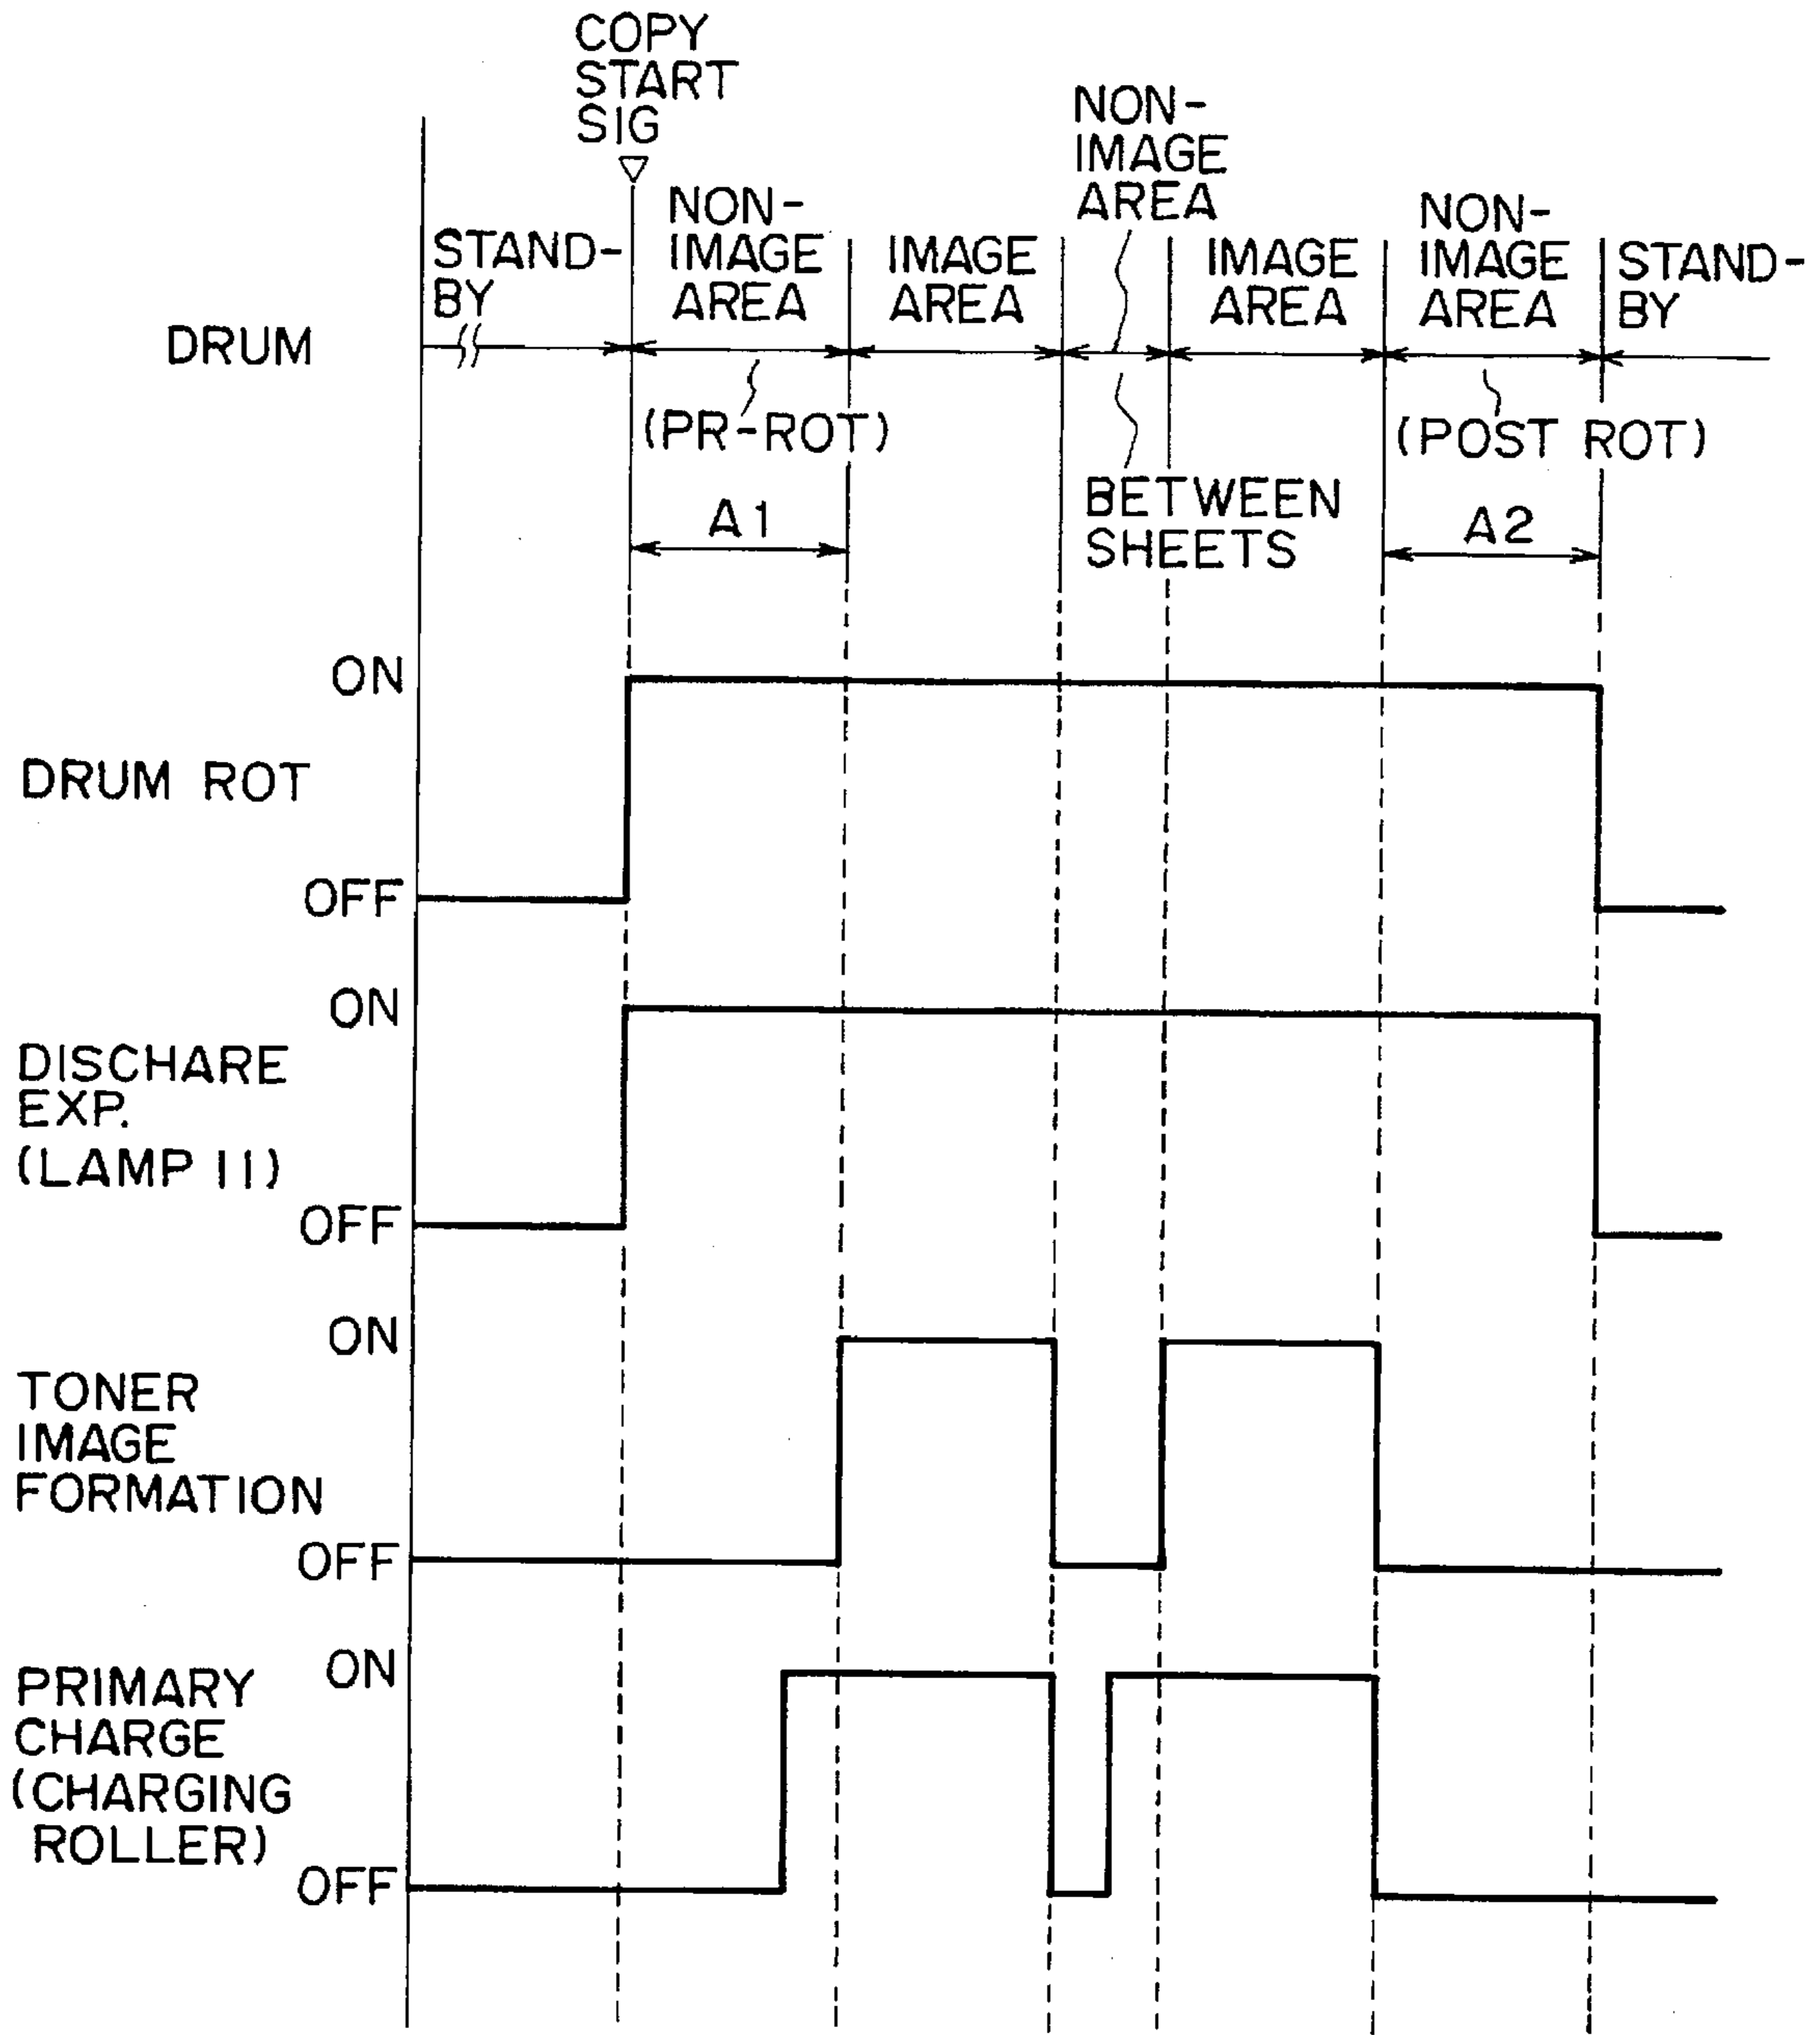 COPY
START
SIG
NON-
IMAGE
AREA
STAND-
BY
NON-
IMAGE
AREA
IMAGE
AREA
IMAGE
AREA
NON-
IMAGE
AREA
STAND-
BY
DRUM
(PR-ROT)
(POST ROT)
BETWEEN
SHEETS
A1
A2
ON
DRUM ROT
OFF
ON
DISCHARE
EXP.
(LAMP 11)
OFF
ON
TONER
IMAGE
FORMATION
OFF
ON
PRIMARY
CHARGE
(CHARGING
ROLLER)
OFF